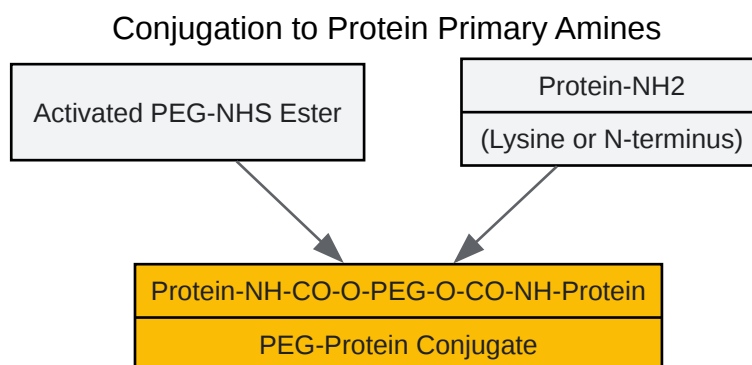 Conjugation to Protein Primary Amines
Activated PEG-NHS Ester
Protein-NH2
(Lysine or N-terminus)
Protein-NH-CO-O-PEG-O-CO-NH-Protein
PEG-Protein Conjugate